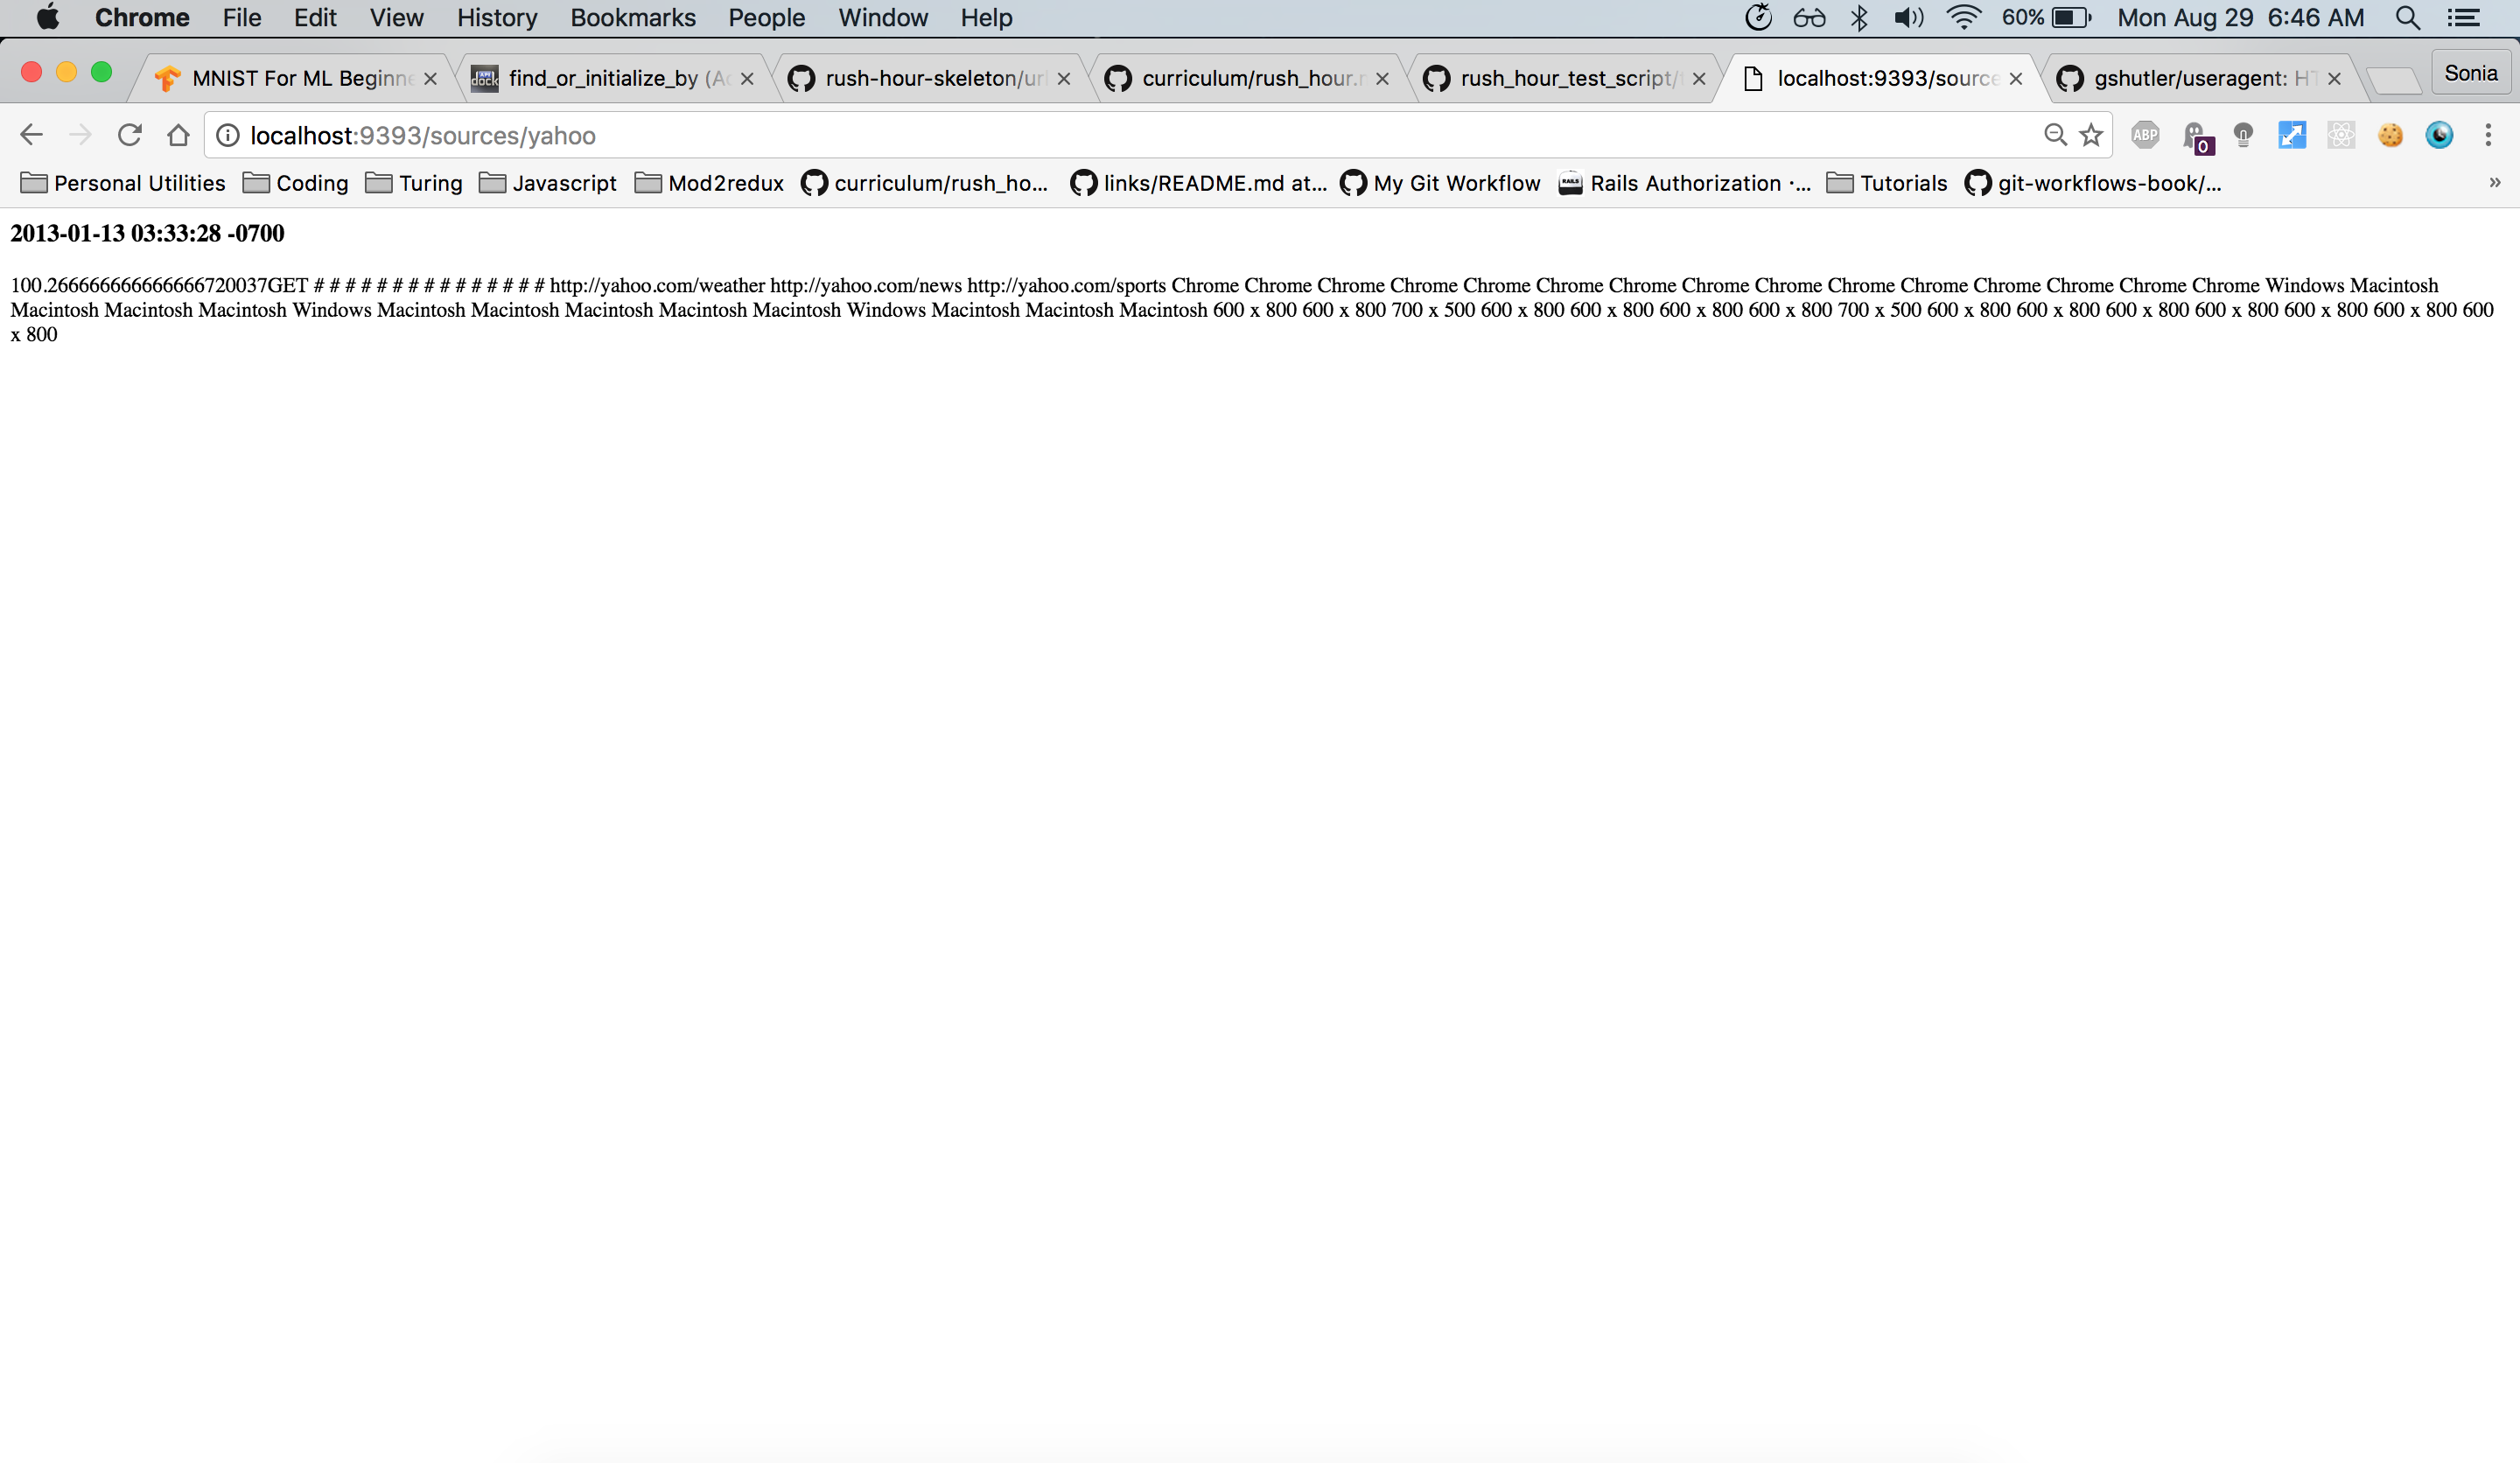 Chrome File Edit View History Bookmarks People Window Help 60% Mon Aug 29 6:46 AM
MNIST For ML Beginne find_or_initialize_by (Ac rush-hour-skeleton/url curriculum/rush_hour.r rush_hour_test_script/ localhost:9393/source gshutler/useragent: HT Sonia
localhost:9393/sources/yahoo ABP 0
Personal Utilities Coding Turing Javascript Mod2redux curriculum/rush_ho... links/README.md at... My Git Workflow Rails Authorization ·... Tutorials git-workflows-book/... »
2013-01-13 03:33:28 -0700
100.266666666666666720037GET # # # # # # # # # # # # # # # http://yahoo.com/weather http://yahoo.com/news http://yahoo.com/sports Chrome Chrome Chrome Chrome Chrome Chrome Chrome Chrome Chrome Chrome Chrome Chrome Chrome Chrome Chrome Windows Macintosh
Macintosh Macintosh Macintosh Windows Macintosh Macintosh Macintosh Macintosh Macintosh Windows Macintosh Macintosh Macintosh 600 x 800 600 x 800 700 x 500 600 x 800 600 x 800 600 x 800 600 x 800 700 x 500 600 x 800 600 x 800 600 x 800 600 x 800 600 x 800 600 x 800 600
x 800